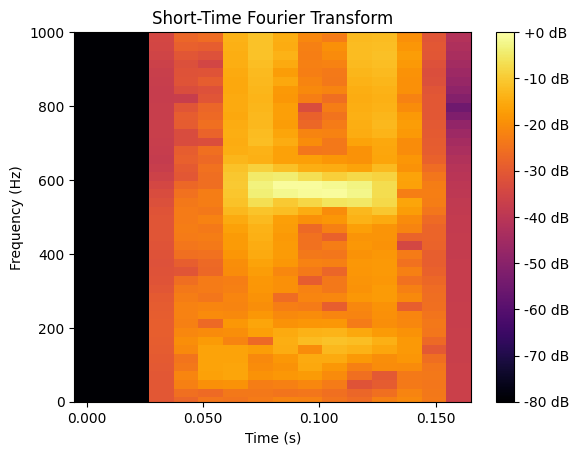 Short-Time Fourier Transform
Frequency (Hz)
1000
800
600
400
200
0
0.000
0.050
0.100
0.150
Time (s)
+0 dB
-10 dB
-20 dB
-30 dB
-40 dB
-50 dB
-60 dB
-70 dB
-80 dB